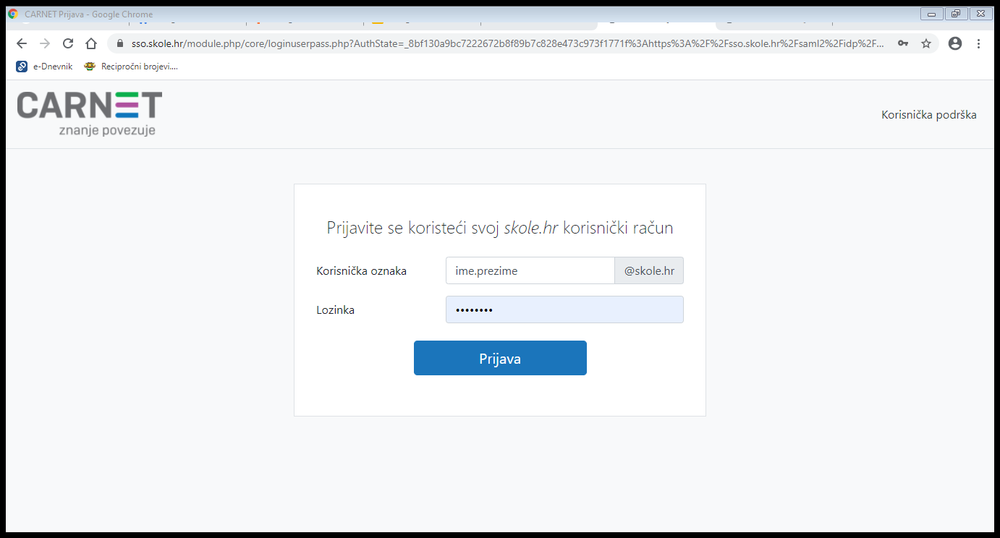 CARNET Prijava - Google Chrome
sso.skole.hr/module.php/core/loginuserpass.php?AuthState=_8bf130a9bc7222672b8f89b7c828e473c973f1771f%3Ahttps%3A%2F%2Fsso.skole.hr%2Fsaml2%2Fidp%2F...
e-Dnevnik Recipročni brojevi....
CARNET
znanje povezuje
Korisnička podrška
Prijavite se koristeći svoj skole.hr korisnički račun
Korisnička oznaka ime.prezime @skole.hr
Lozinka ••••••••
Prijava